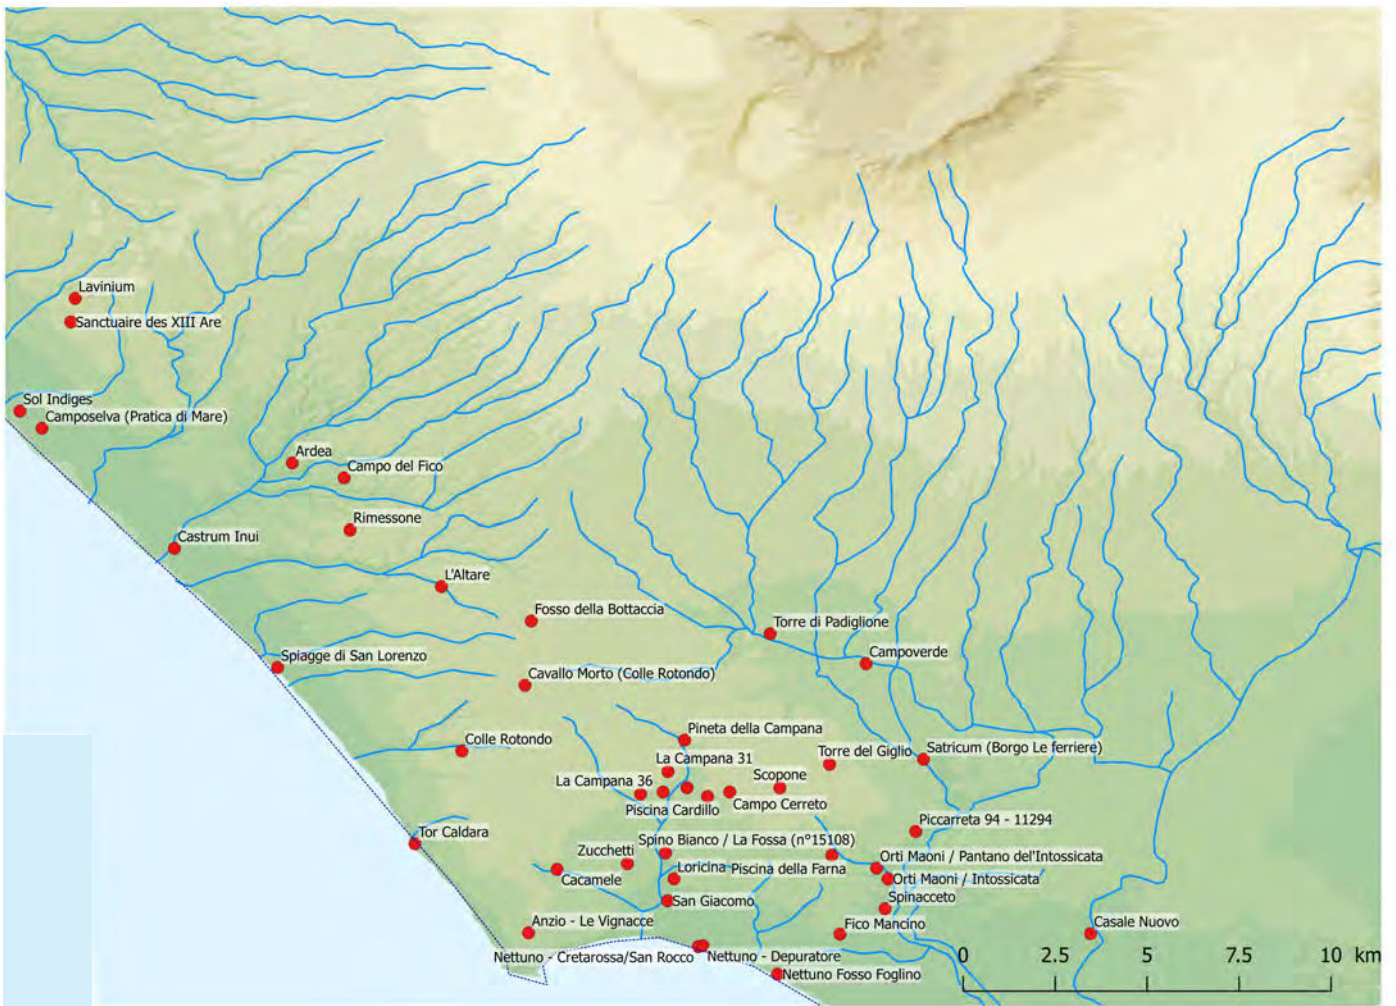 Lavinium
Sanctuaire des XIII Are
Sol Indiges
Camposelva (Pratica di Mare)
Ardea
Campo del Fico
Rimessone
Castrum Inui
L'Altare
Fosso della Bottaccia
Torre di Padiglione
Campoverde
Spiagge di San Lorenzo
Cavallo Morto (Colle Rotondo)
Pineta della Campana
Colle Rotondo
Torre del Giglio
Satricum (Borgo Le ferriere)
La Campana 31
La Campana 36
Scopone
Piscina Cardillo
Campo Cerreto
Piccarreta 94 - 11294
Tor Caldara
Spino Bianco / La Fossa (n°15108)
Zucchetti
Orti Maoni / Pantano del'Intossicata
Cacamele
Loricina
Piscina della Farna
Orti Maoni / Intossicata
San Giacomo
Spinacceto
Anzio - Le Vignacce
Fico Mancino
Casale Nuovo
Nettuno - Cretarossa/San Rocco
Nettuno - Depuratore
Nettuno Fosso Foglino
0 2.5 5 7.5 10 km